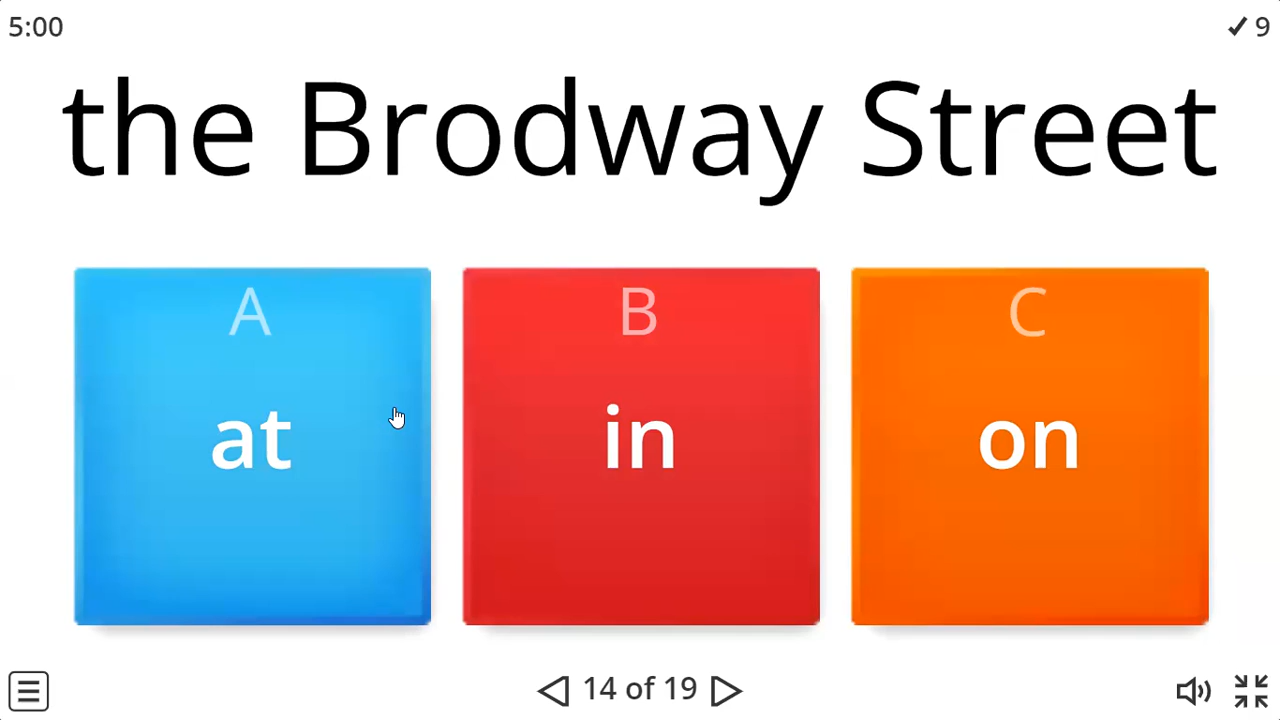 5:00
✓ 9
the Brodway Street
A
B
C
at
in
on
14 of 19